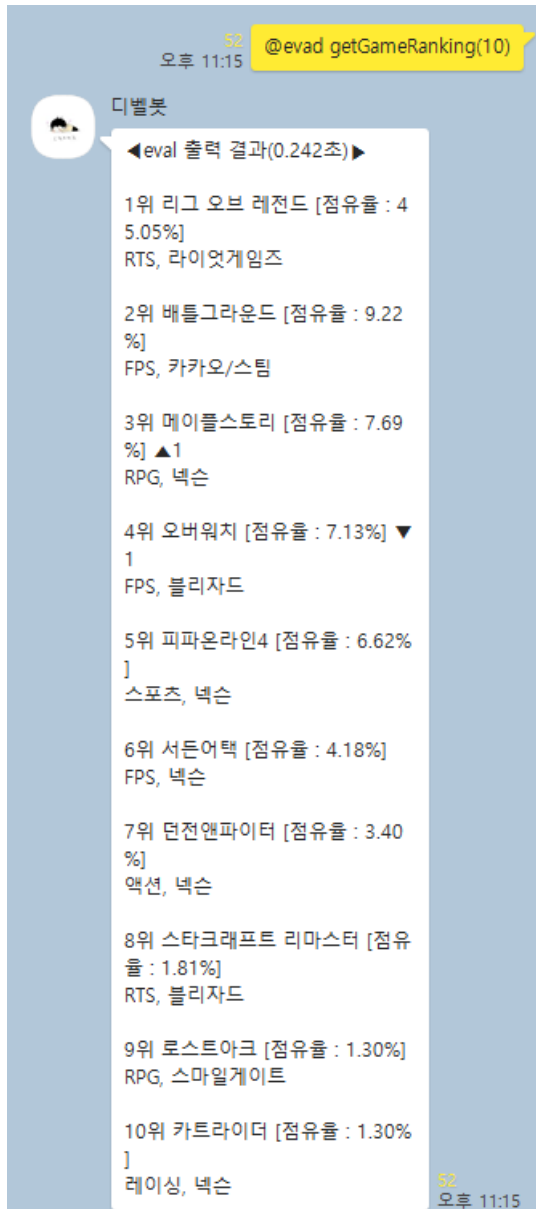 52
@evad getGameRanking(10)
오후 11:15
디벨봇
◀eval 출력 결과(0.242초)▶
1위 리그 오브 레전드 [점유율 : 4
5.05%]
RTS, 라이엇게임즈
2위 배틀그라운드 [점유율 : 9.22
%]
FPS, 카카오/스팀
3위 메이플스토리 [점유율 : 7.69
%] ▲1
RPG, 넥슨
4위 오버워치 [점유율 : 7.13%] ▼
1
FPS, 블리자드
5위 피파온라인4 [점유율 : 6.62%
]
스포츠, 넥슨
6위 서든어택 [점유율 : 4.18%]
FPS, 넥슨
7위 던전앤파이터 [점유율 : 3.40
%]
액션, 넥슨
8위 스타크래프트 리마스터 [점유
율 : 1.81%]
RTS, 블리자드
9위 로스트아크 [점유율 : 1.30%]
RPG, 스마일게이트
10위 카트라이더 [점유율 : 1.30%
]
레이싱, 넥슨
52
오후 11:15